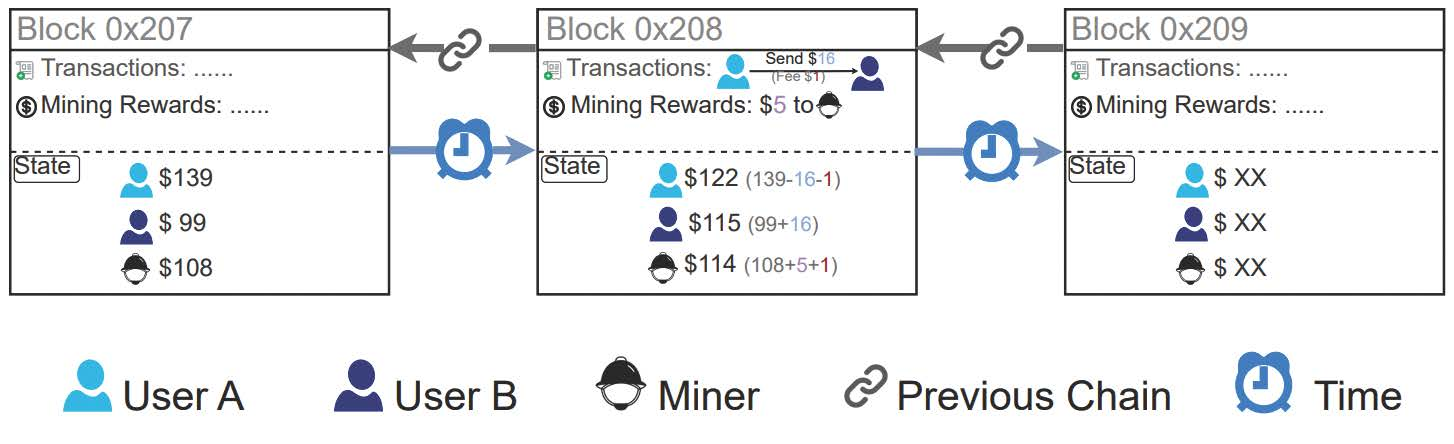 Block 0x207
Transactions: ......
Mining Rewards: ......
State
$139
$ 99
$108
Block 0x208
Transactions: Send $16
(Fee $1)
Mining Rewards: $5 to
State
$122 (139-16-1)
$115 (99+16)
$114 (108+5+1)
Block 0x209
Transactions: ......
Mining Rewards: ......
State
$ XX
$ XX
$ XX
User A
User B
Miner
Previous Chain
Time